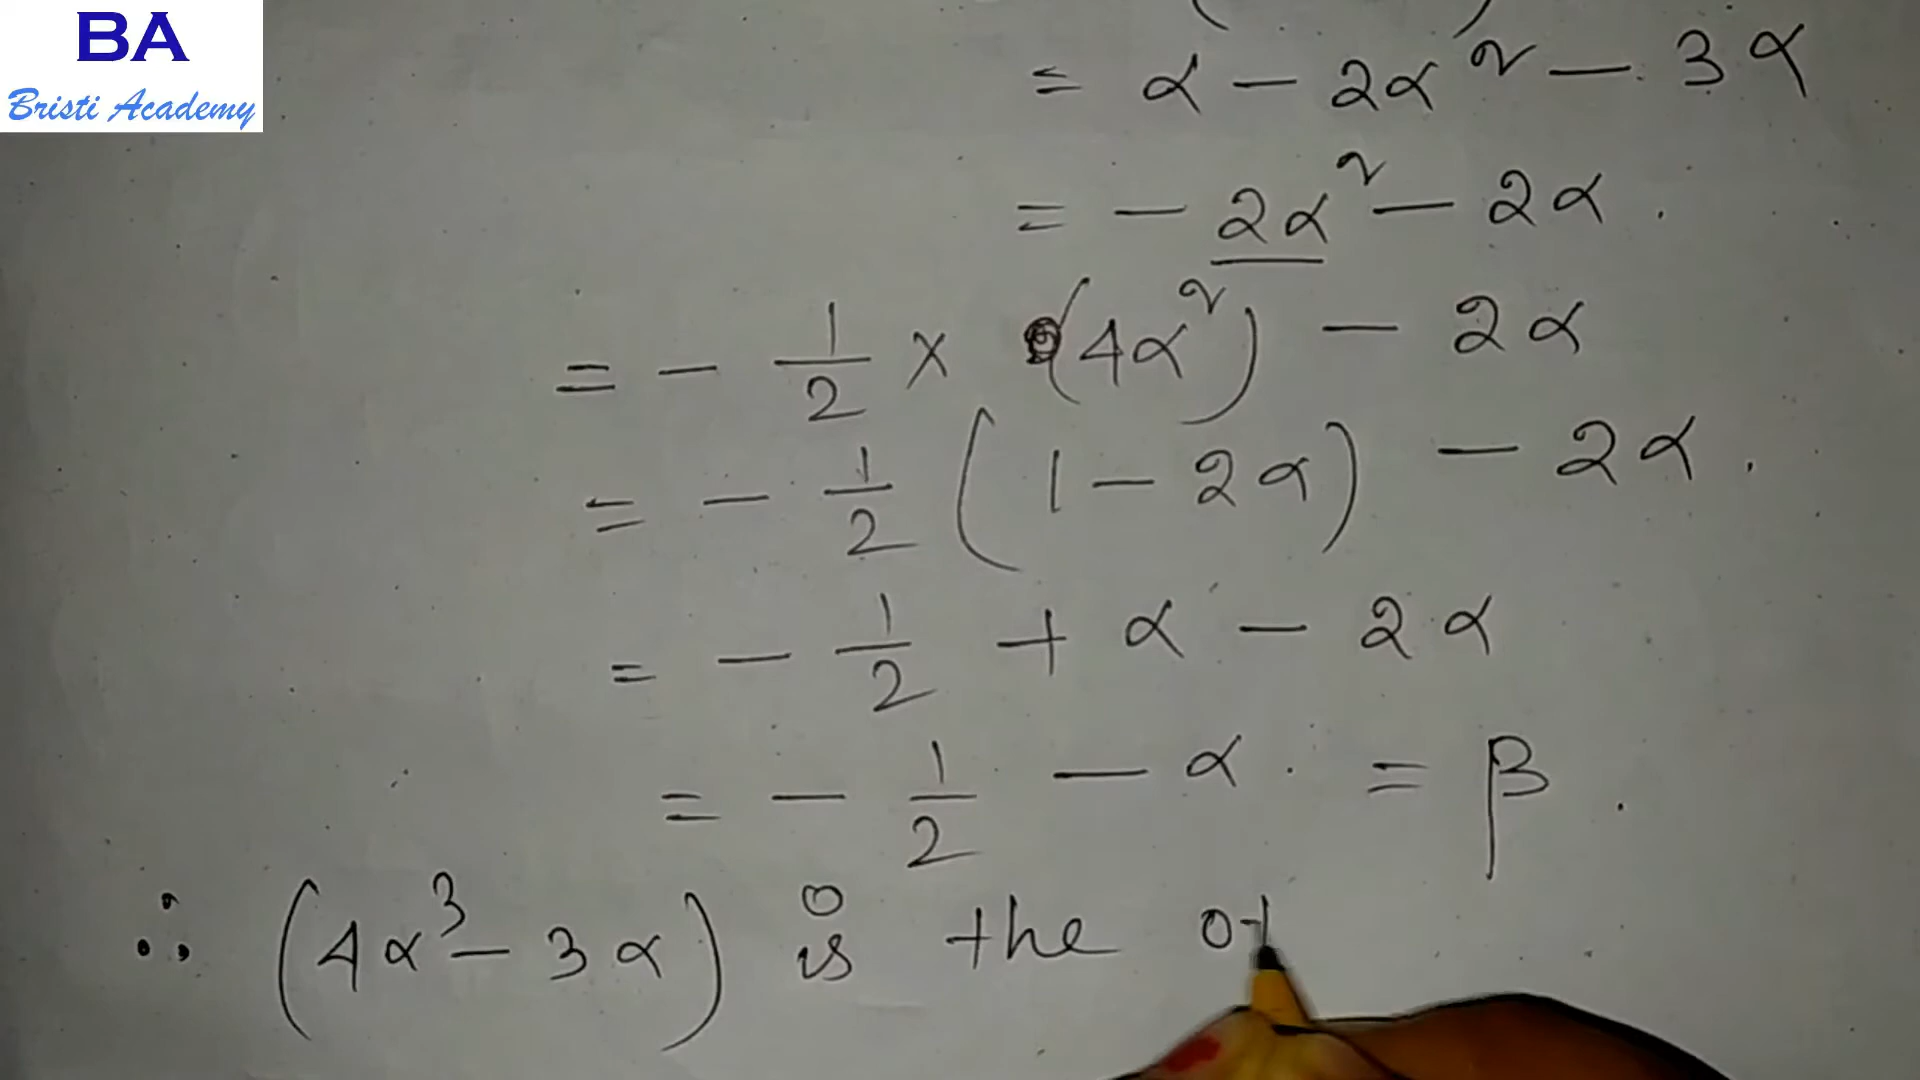 BA
Bristi Academy
= α - 2α² - 3α
= - 2α² - 2α .
= - 1/2 × (4α²) - 2α
= - 1/2 (1 - 2α) - 2α .
= - 1/2 + α - 2α
= - 1/2 - α . = β .
∴ (4α³ - 3α) is the ot